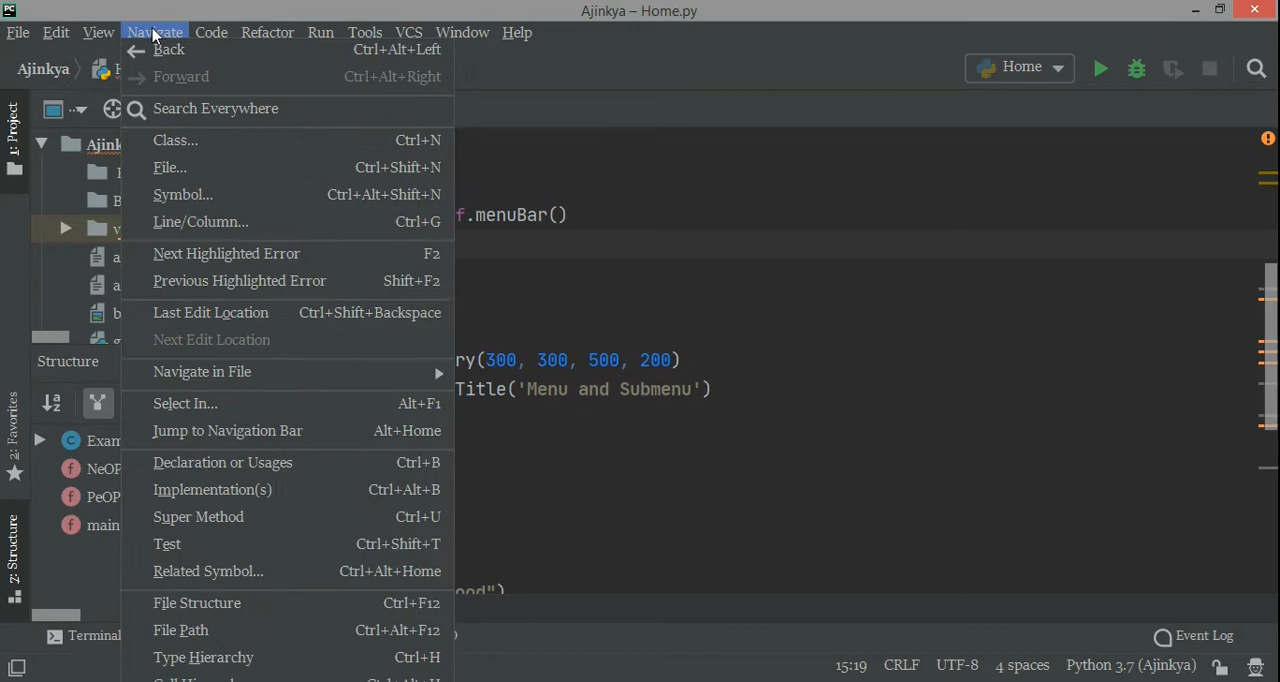 PC
Ajinkya – Home.py
File Edit View Navigate Code Refactor Run Tools VCS Window Help
Ajinkya
Home
Back Ctrl+Alt+Left
Forward Ctrl+Alt+Right
Search Everywhere
Class... Ctrl+N
File... Ctrl+Shift+N
Symbol... Ctrl+Alt+Shift+N
Line/Column... Ctrl+G
Next Highlighted Error F2
Previous Highlighted Error Shift+F2
Last Edit Location Ctrl+Shift+Backspace
Next Edit Location
Navigate in File
Select In... Alt+F1
Jump to Navigation Bar Alt+Home
Declaration or Usages Ctrl+B
Implementation(s) Ctrl+Alt+B
Super Method Ctrl+U
Test Ctrl+Shift+T
Related Symbol... Ctrl+Alt+Home
File Structure Ctrl+F12
File Path Ctrl+Alt+F12
Type Hierarchy Ctrl+H
1: Project
2: Favorites
7: Structure
Ajink
Structure
C Exam
f NeOP
f PeOP
f main
f.menuBar()
ry(300, 300, 500, 200)
Title('Menu and Submenu')
ood")
Terminal
Event Log
15:19 CRLF UTF-8 4 spaces Python 3.7 (Ajinkya)